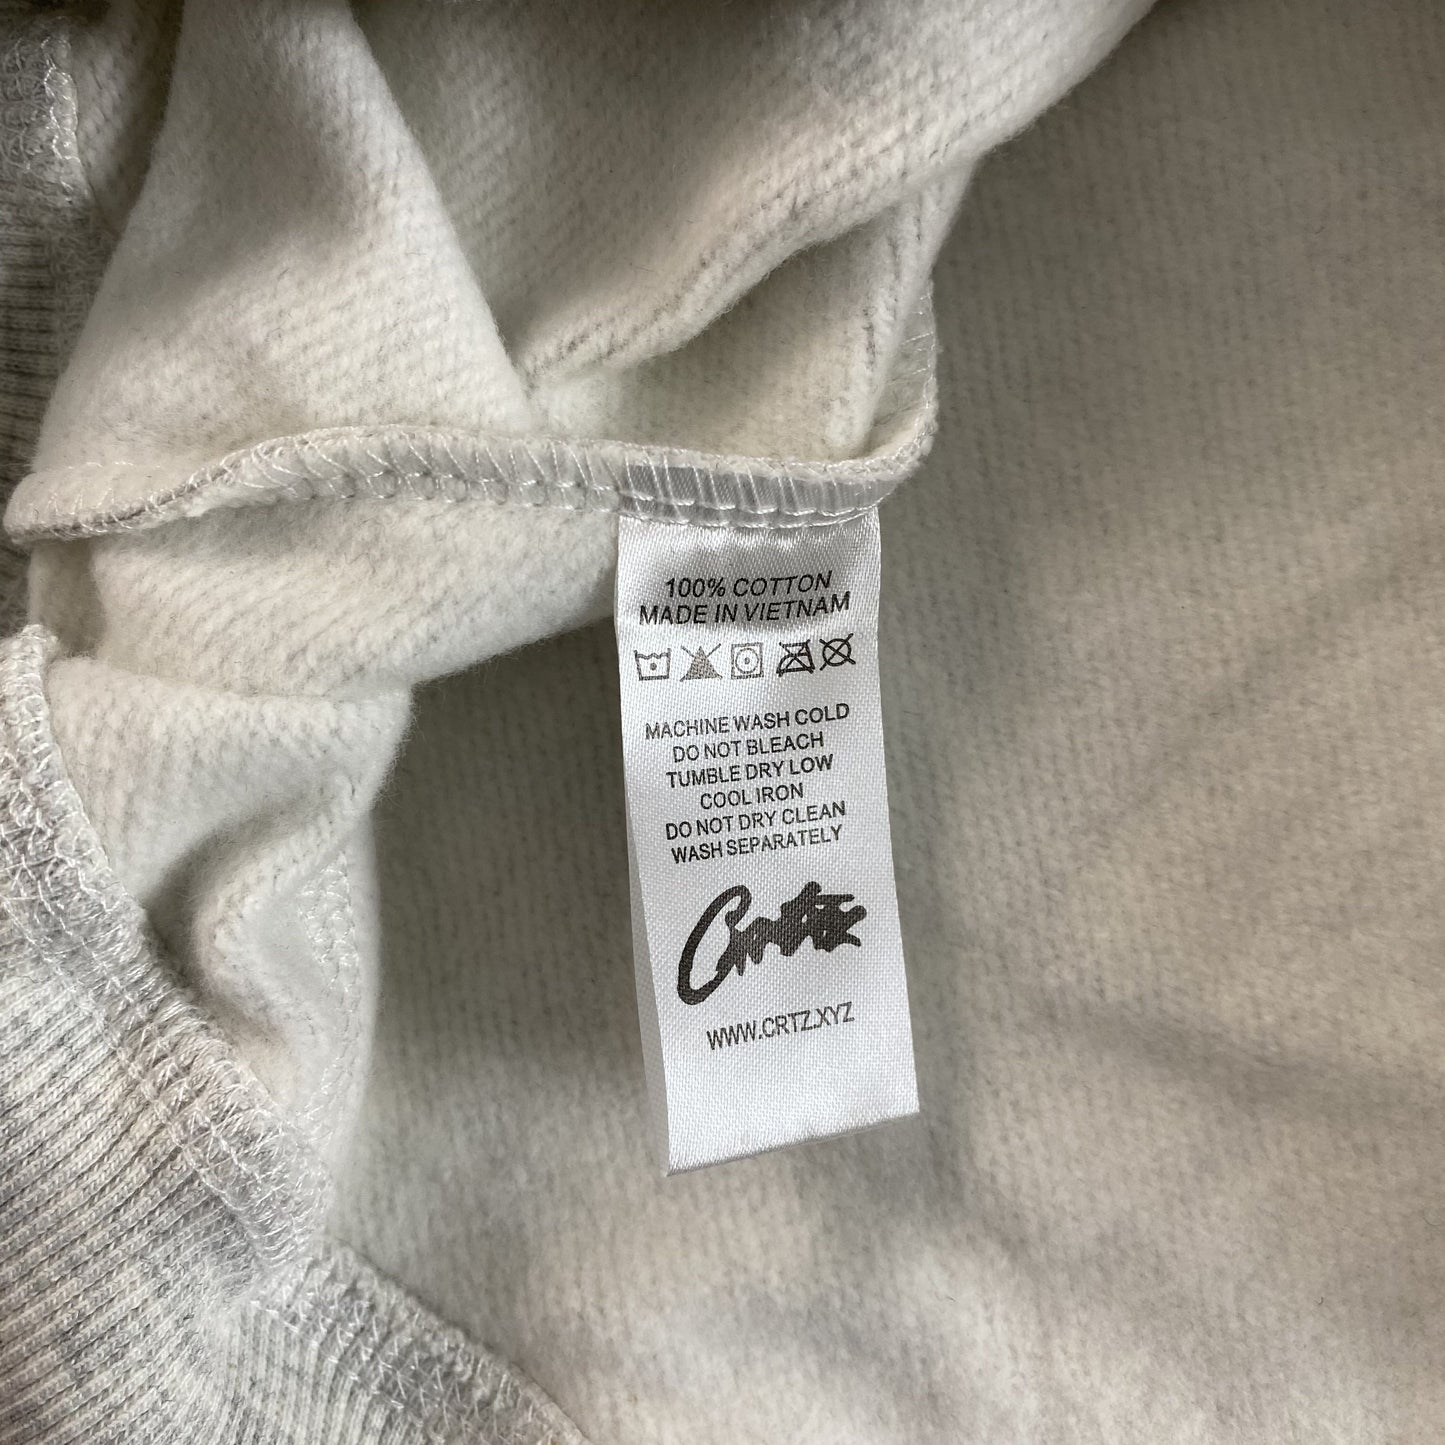 100% COTTON
MADE IN VIETNAM
MACHINE WASH COLD
DO NOT BLEACH
TUMBLE DRY LOW
COOL IRON
DO NOT DRY CLEAN
WASH SEPARATELY
Corteiz
WWW.CRTZ.XYZ